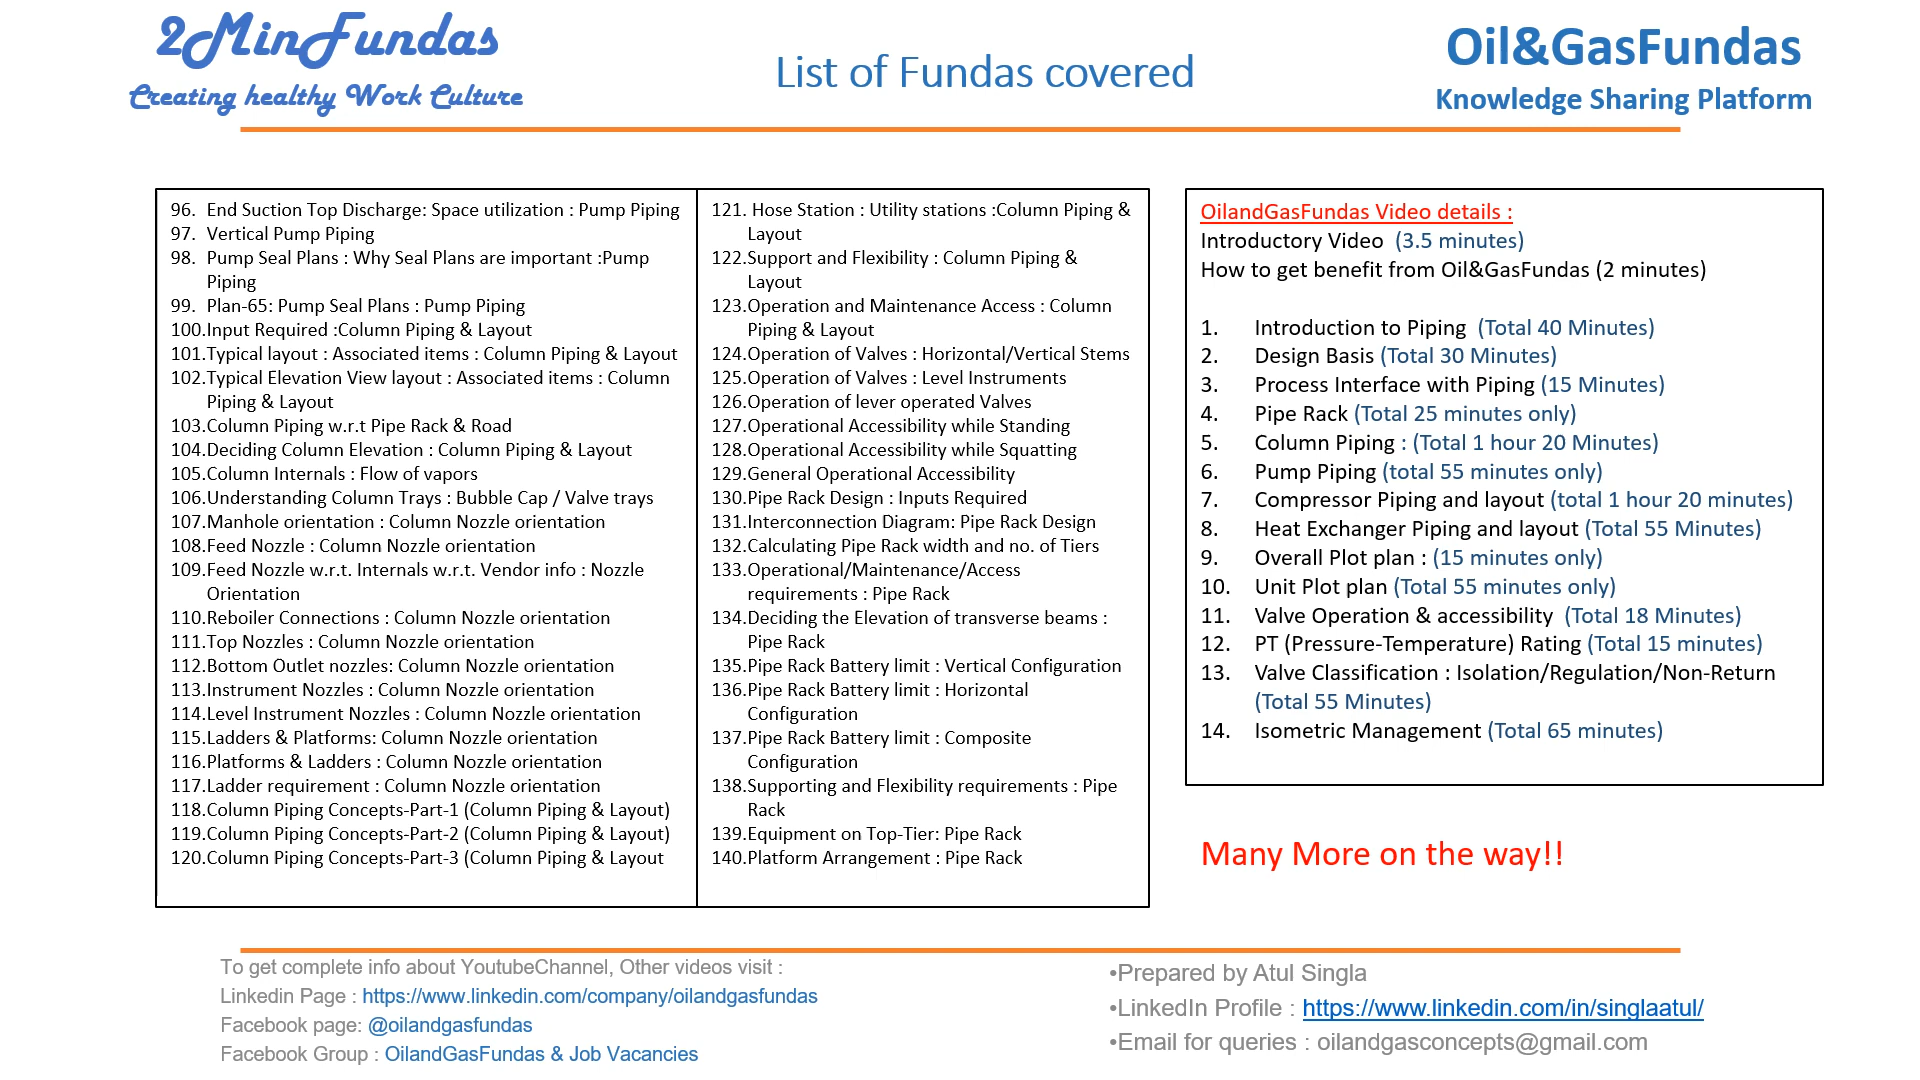 2MinFundas
Creating healthy Work Culture
List of Fundas covered
Oil&GasFundas
Knowledge Sharing Platform
96. End Suction Top Discharge: Space utilization : Pump Piping
97. Vertical Pump Piping
98. Pump Seal Plans : Why Seal Plans are important :Pump
Piping
99. Plan-65: Pump Seal Plans : Pump Piping
100.Input Required :Column Piping & Layout
101.Typical layout : Associated items : Column Piping & Layout
102.Typical Elevation View layout : Associated items : Column
Piping & Layout
103.Column Piping w.r.t Pipe Rack & Road
104.Deciding Column Elevation : Column Piping & Layout
105.Column Internals : Flow of vapors
106.Understanding Column Trays : Bubble Cap / Valve trays
107.Manhole orientation : Column Nozzle orientation
108.Feed Nozzle : Column Nozzle orientation
109.Feed Nozzle w.r.t. Internals w.r.t. Vendor info : Nozzle
Orientation
110.Reboiler Connections : Column Nozzle orientation
111.Top Nozzles : Column Nozzle orientation
112.Bottom Outlet nozzles: Column Nozzle orientation
113.Instrument Nozzles : Column Nozzle orientation
114.Level Instrument Nozzles : Column Nozzle orientation
115.Ladders & Platforms: Column Nozzle orientation
116.Platforms & Ladders : Column Nozzle orientation
117.Ladder requirement : Column Nozzle orientation
118.Column Piping Concepts-Part-1 (Column Piping & Layout)
119.Column Piping Concepts-Part-2 (Column Piping & Layout)
120.Column Piping Concepts-Part-3 (Column Piping & Layout
121. Hose Station : Utility stations :Column Piping &
Layout
122.Support and Flexibility : Column Piping &
Layout
123.Operation and Maintenance Access : Column
Piping & Layout
124.Operation of Valves : Horizontal/Vertical Stems
125.Operation of Valves : Level Instruments
126.Operation of lever operated Valves
127.Operational Accessibility while Standing
128.Operational Accessibility while Squatting
129.General Operational Accessibility
130.Pipe Rack Design : Inputs Required
131.Interconnection Diagram: Pipe Rack Design
132.Calculating Pipe Rack width and no. of Tiers
133.Operational/Maintenance/Access
requirements : Pipe Rack
134.Deciding the Elevation of transverse beams :
Pipe Rack
135.Pipe Rack Battery limit : Vertical Configuration
136.Pipe Rack Battery limit : Horizontal
Configuration
137.Pipe Rack Battery limit : Composite
Configuration
138.Supporting and Flexibility requirements : Pipe
Rack
139.Equipment on Top-Tier: Pipe Rack
140.Platform Arrangement : Pipe Rack
OilandGasFundas Video details :
Introductory Video (3.5 minutes)
How to get benefit from Oil&GasFundas (2 minutes)
1. Introduction to Piping (Total 40 Minutes)
2. Design Basis (Total 30 Minutes)
3. Process Interface with Piping (15 Minutes)
4. Pipe Rack (Total 25 minutes only)
5. Column Piping : (Total 1 hour 20 Minutes)
6. Pump Piping (total 55 minutes only)
7. Compressor Piping and layout (total 1 hour 20 minutes)
8. Heat Exchanger Piping and layout (Total 55 Minutes)
9. Overall Plot plan : (15 minutes only)
10. Unit Plot plan (Total 55 minutes only)
11. Valve Operation & accessibility (Total 18 Minutes)
12. PT (Pressure-Temperature) Rating (Total 15 minutes)
13. Valve Classification : Isolation/Regulation/Non-Return
(Total 55 Minutes)
14. Isometric Management (Total 65 minutes)
Many More on the way!!
To get complete info about YoutubeChannel, Other videos visit :
Linkedin Page : https://www.linkedin.com/company/oilandgasfundas
Facebook page: @oilandgasfundas
Facebook Group : OilandGasFundas & Job Vacancies
•Prepared by Atul Singla
•LinkedIn Profile : https://www.linkedin.com/in/singlaatul/
•Email for queries : oilandgasconcepts@gmail.com